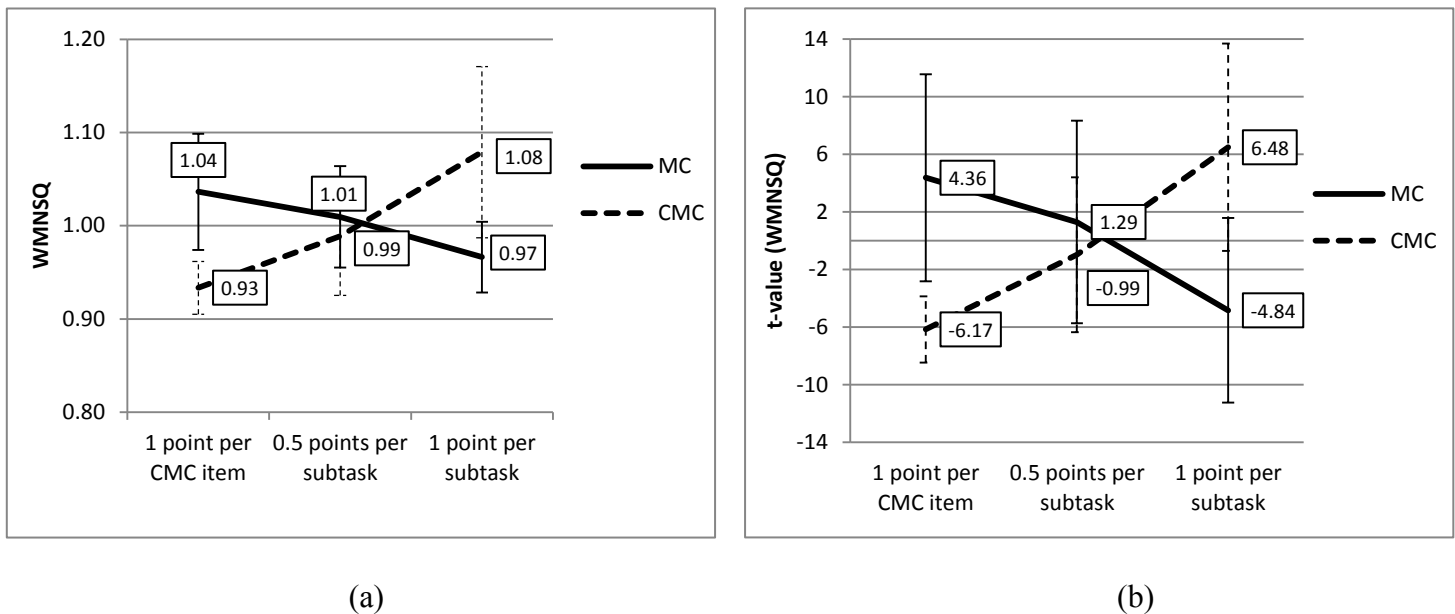 1.20
1.10
1.00
0.90
0.80
WMNSQ
1.04
1.01
1.08
0.93
0.99
0.97
MC
CMC
1 point per
CMC item
0.5 points per
subtask
1 point per
subtask
(a)
14
10
6
2
-2
-6
-10
-14
t-value (WMNSQ)
4.36
1.29
6.48
-6.17
-0.99
-4.84
MC
CMC
1 point per
CMC item
0.5 points per
subtask
1 point per
subtask
(b)